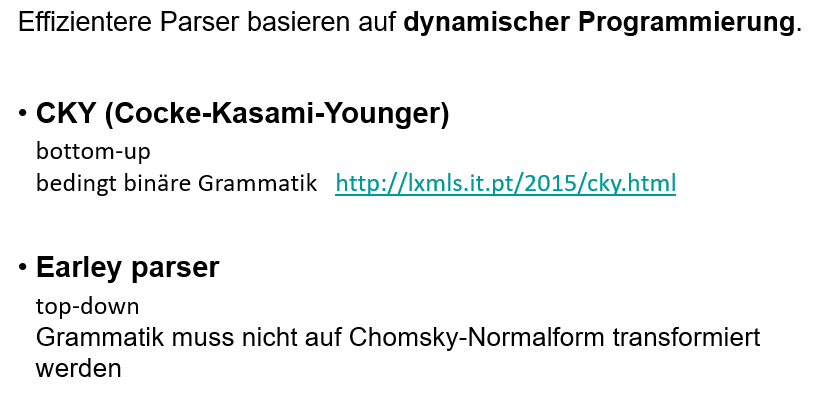 Effizientere Parser basieren auf dynamischer Programmierung.
• CKY (Cocke-Kasami-Younger)
bottom-up
bedingt binäre Grammatik http://lxmls.it.pt/2015/cky.html
• Earley parser
top-down
Grammatik muss nicht auf Chomsky-Normalform transformiert
werden